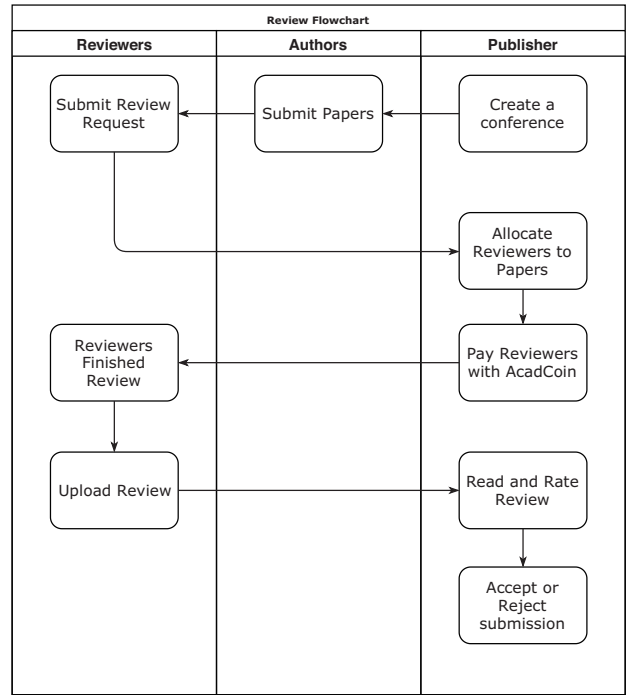 Review Flowchart
Reviewers
Authors
Publisher
Submit Review
Request
Submit Papers
Create a
conference
Allocate
Reviewers to
Papers
Reviewers
Finished
Review
Pay Reviewers
with AcadCoin
Upload Review
Read and Rate
Review
Accept or
Reject
submission